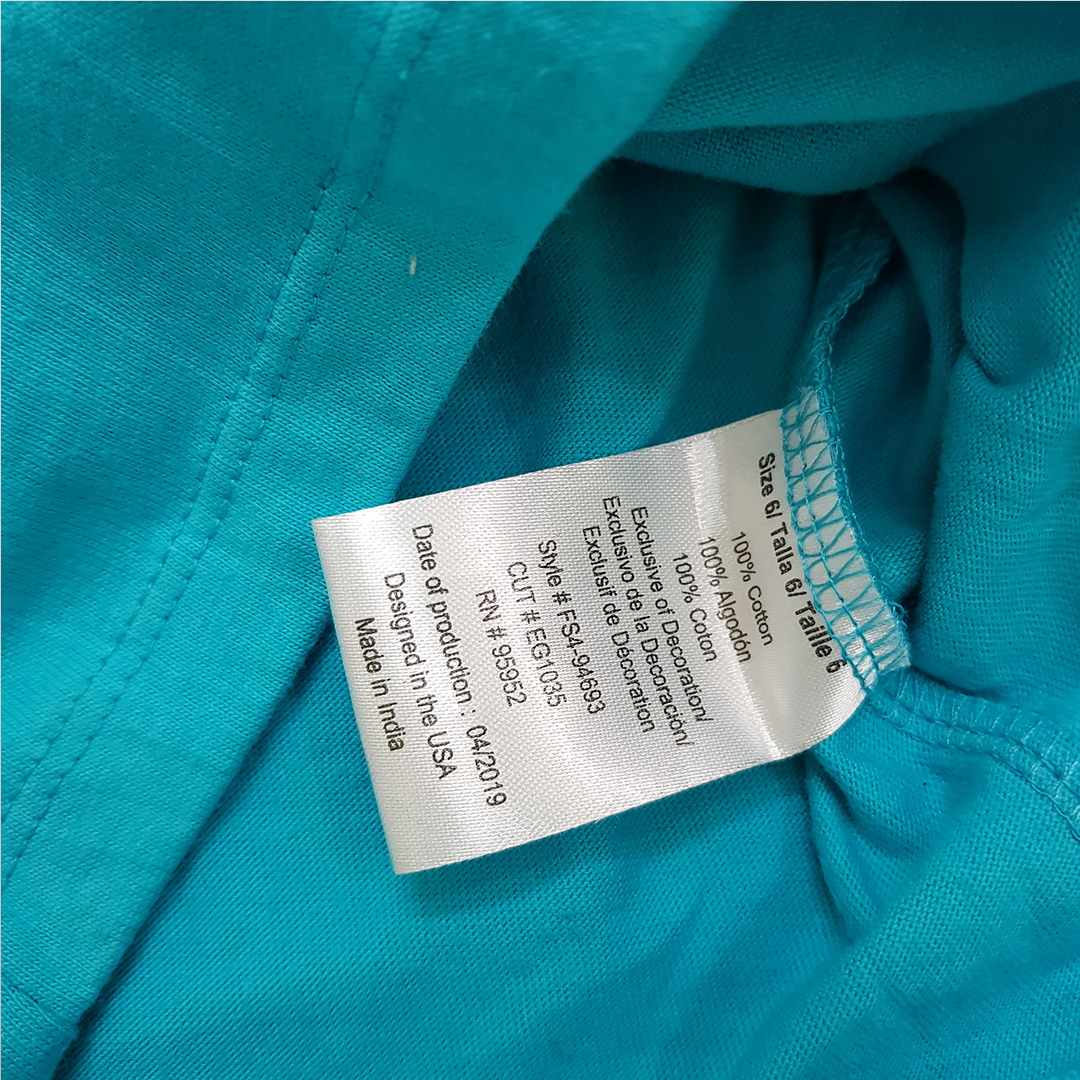 Size 6/ Talla 6/ Taille 6
100% Cotton
100% Algodón
100% Coton
Exclusive of Decoration/
Exclusivo de la Decoración/
Exclusif de Décoration
Style # FS4-94693
CUT # EG1035
RN # 95952
Date of production : 04/2019
Designed in the USA
Made in India